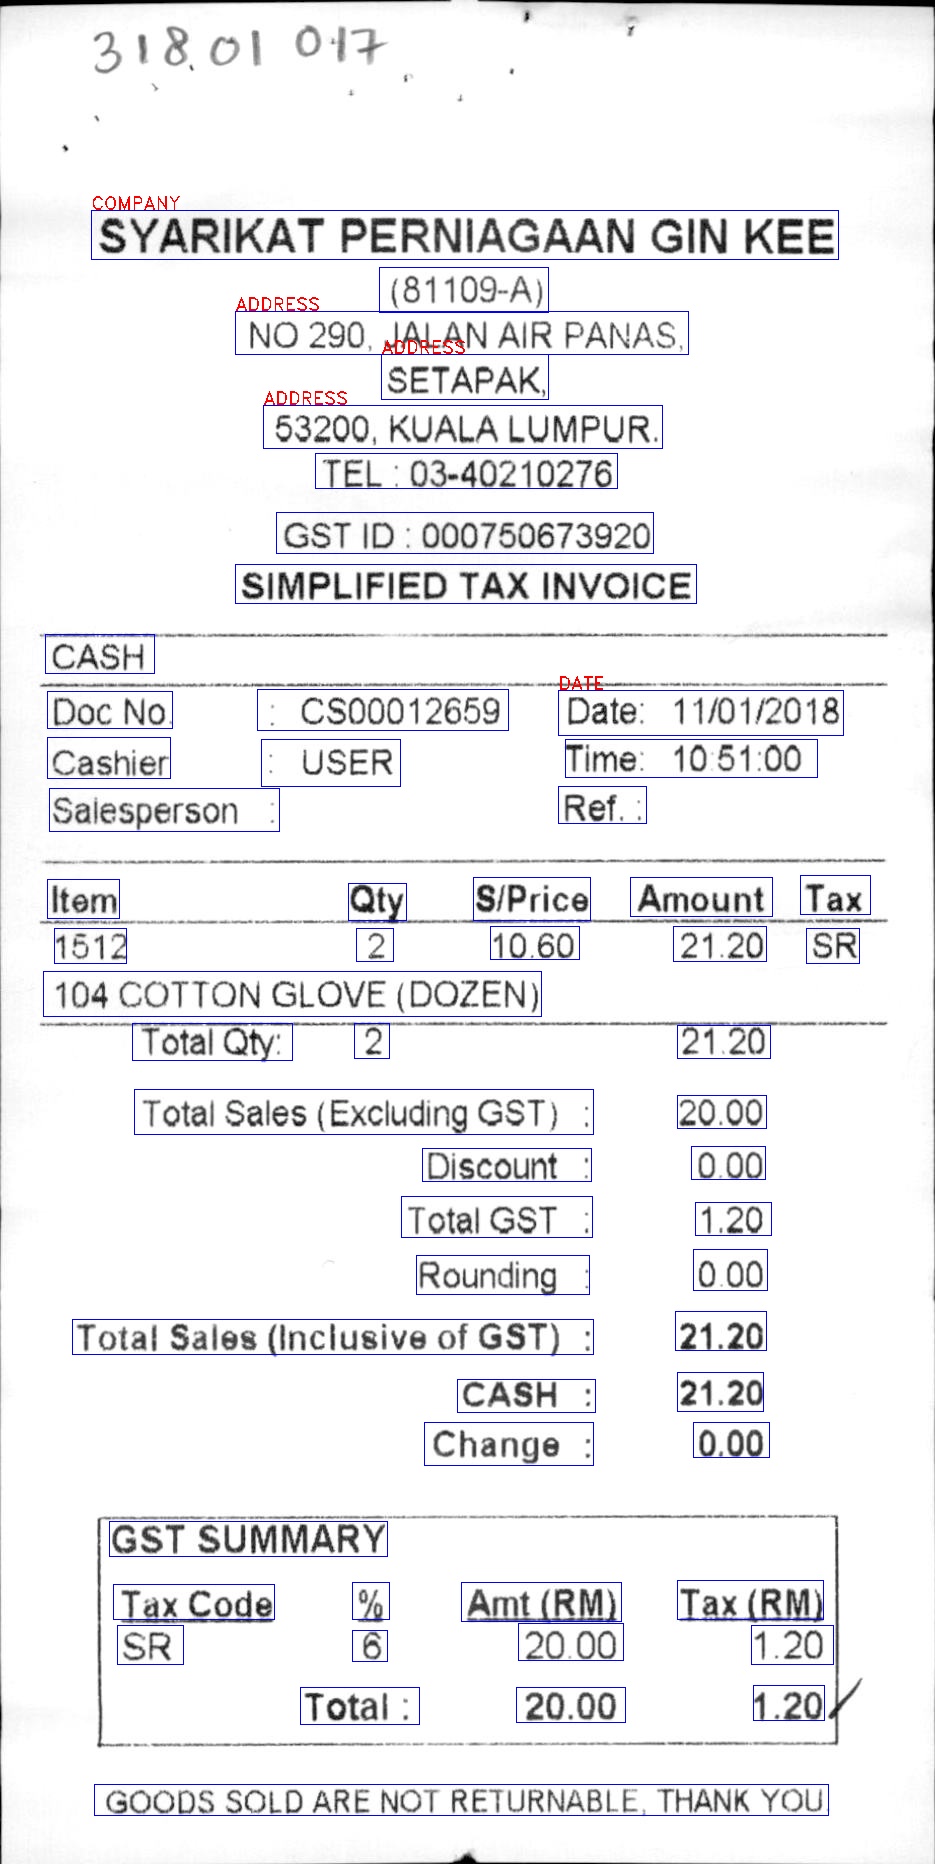 318.01 017
COMPANY
SYARIKAT PERNIAGAAN GIN KEE
(81109-A)
ADDRESS
NO 290, JALAN AIR PANAS,
ADDRESS
SETAPAK,
ADDRESS
53200, KUALA LUMPUR.
TEL : 03-40210276
GST ID : 000750673920
SIMPLIFIED TAX INVOICE
CASH
DATE
Doc No. : CS00012659 Date: 11/01/2018
Cashier : USER Time: 10:51:00
Salesperson : Ref. :
Item Qty S/Price Amount Tax
1512 2 10.60 21.20 SR
104 COTTON GLOVE (DOZEN)
Total Qty: 2 21.20
Total Sales (Excluding GST) : 20.00
Discount : 0.00
Total GST : 1.20
Rounding : 0.00
Total Sales (Inclusive of GST) : 21.20
CASH : 21.20
Change : 0.00
GST SUMMARY
Tax Code % Amt (RM) Tax (RM)
SR 6 20.00 1.20
Total : 20.00 1.20
GOODS SOLD ARE NOT RETURNABLE, THANK YOU